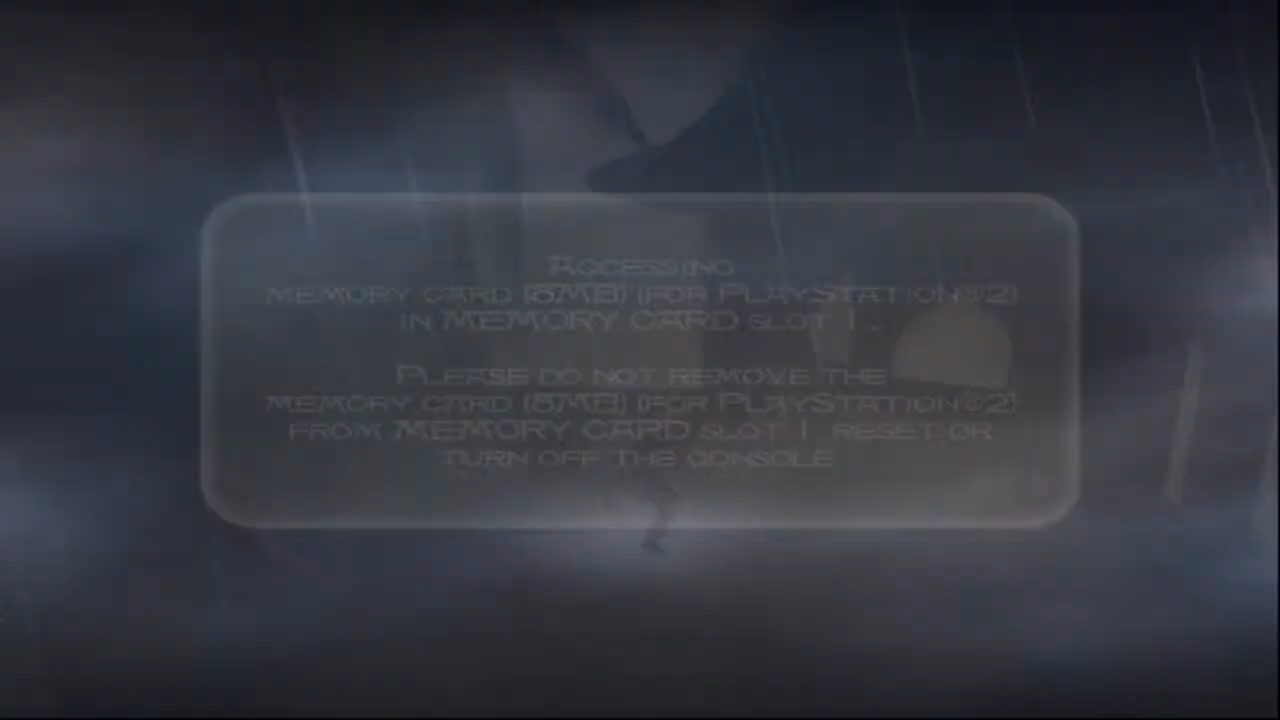 Accessing
memory card (8MB) (for PlayStation®2)
in MEMORY CARD slot 1.
Please do not remove the
memory card (8MB) (for PlayStation®2)
from MEMORY CARD slot 1, reset or
turn off the console